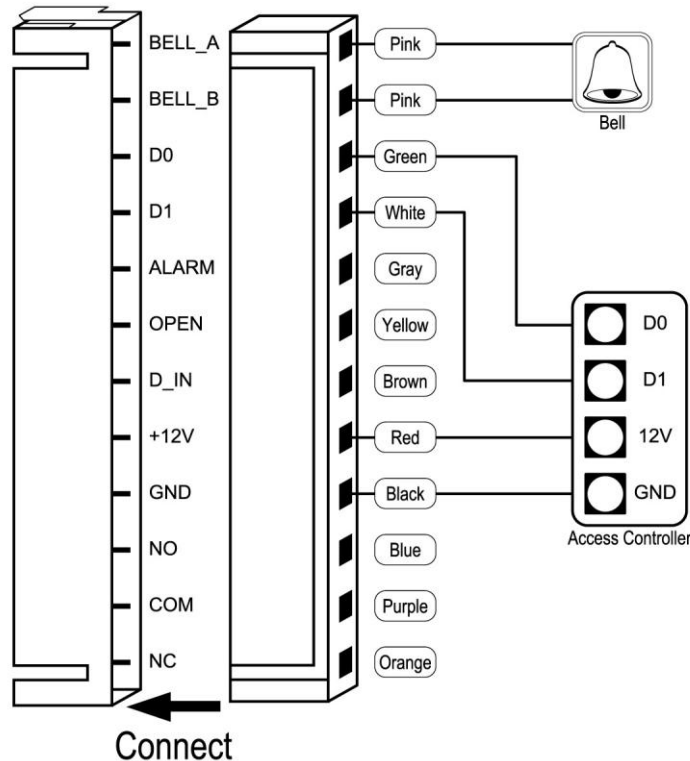 BELL_A Pink
BELL_B Pink
Bell
D0 Green
D1 White
ALARM Gray
OPEN Yellow D0
D_IN Brown D1
+12V Red 12V
GND Black GND
Access Controller
NO Blue
COM Purple
NC Orange
Connect